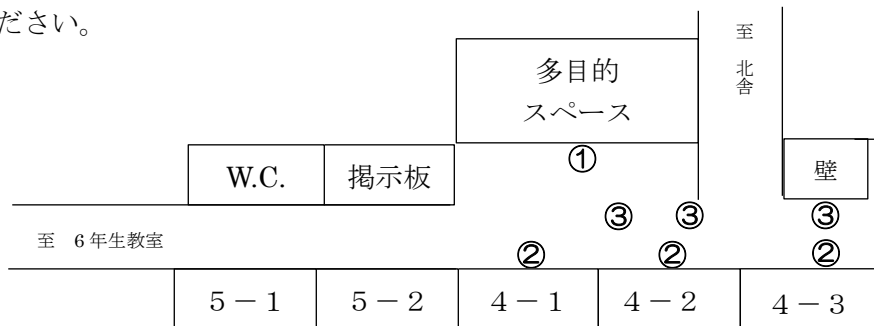 ださい。
至 北舎
多目的
スペース
①
W.C. 掲示板 壁
③ ③ ③
至 6年生教室
② ② ②
5－1 5－2 4－1 4－2 4－3